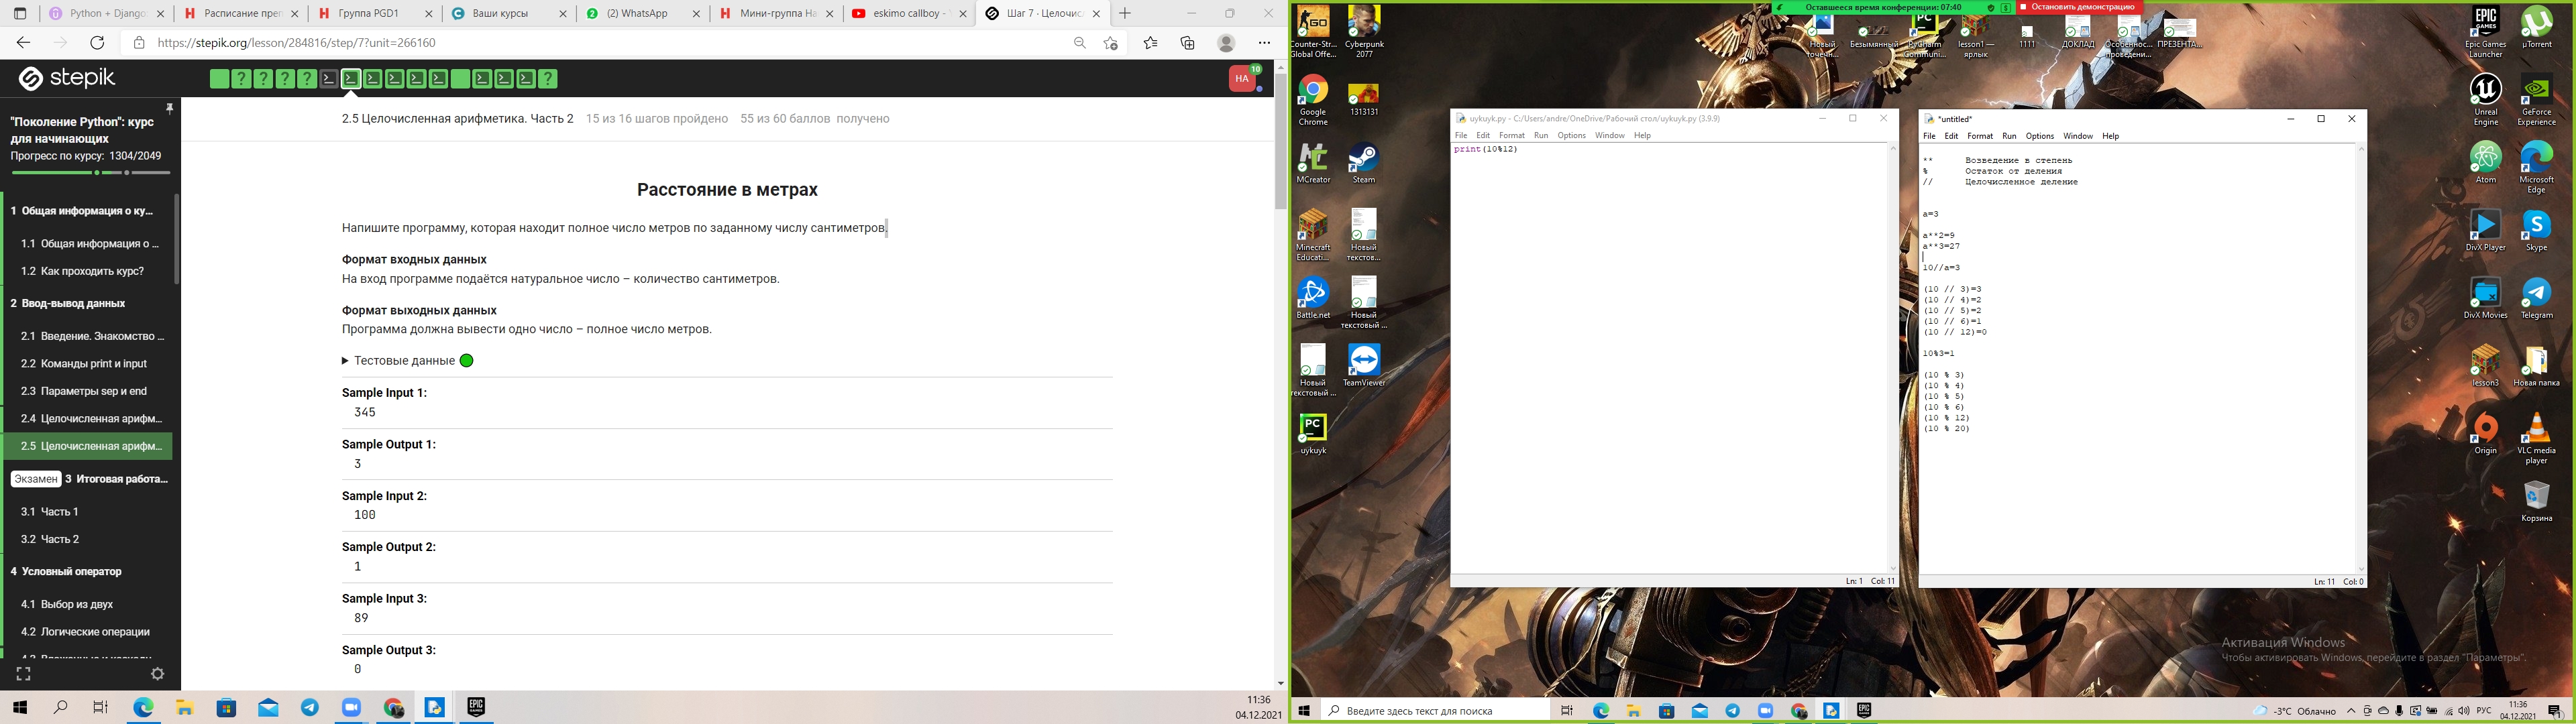 Python + Django
Расписание преп
Группа PGD1
Ваши курсы
(2) WhatsApp
Мини-группа На
eskimo callboy -
Шаг 7 - Целочис
https://stepik.org/lesson/284816/step/7?unit=266160
stepik
НА
10
"Поколение Python": курс
для начинающих
Прогресс по курсу: 1304/2049
1 Общая информация о ку...
1.1 Общая информация о ...
1.2 Как проходить курс?
2 Ввод-вывод данных
2.1 Введение. Знакомство ...
2.2 Команды print и input
2.3 Параметры sep и end
2.4 Целочисленная арифм...
2.5 Целочисленная арифм...
Экзамен 3 Итоговая работа...
3.1 Часть 1
3.2 Часть 2
4 Условный оператор
4.1 Выбор из двух
4.2 Логические операции
2.5 Целочисленная арифметика. Часть 2 15 из 16 шагов пройдено 55 из 60 баллов получено
Расстояние в метрах
Напишите программу, которая находит полное число метров по заданному числу сантиметров.
Формат входных данных
На вход программе подаётся натуральное число – количество сантиметров.
Формат выходных данных
Программа должна вывести одно число – полное число метров.
Тестовые данные
Sample Input 1:
345
Sample Output 1:
3
Sample Input 2:
100
Sample Output 2:
1
Sample Input 3:
89
Sample Output 3:
0
11:36
04.12.2021
Оставшееся время конференции: 07:40
Остановить демонстрацию
Counter-Str...
Global Offe...
Cyberpunk
2077
Google
Chrome
1313131
MCreator
Steam
Minecraft
Educati...
Новый
текстов...
Battle.net
Новый
текстовый ...
Новый
текстовый ...
TeamViewer
uykuyk
Новый
точечн...
Безымянный
PyCharm
Communi...
lesson1 —
ярлык
1111
ДОКЛАД
Особеннос...
проведени...
ПРЕЗЕНТА...
Epic Games
Launcher
µTorrent
Unreal
Engine
GeForce
Experience
Atom
Microsoft
Edge
DivX Player
Skype
DivX Movies
Telegram
lesson3
Новая папка
Origin
VLC media
player
Корзина
uykuyk.py - C:/Users/andre/OneDrive/Рабочий стол/uykuyk.py (3.9.9)
File Edit Format Run Options Window Help
print(10%12)
Ln: 1 Col: 11
*untitled*
File Edit Format Run Options Window Help
** Возведение в степень
% Остаток от деления
// Целочисленное деление
a=3
a**2=9
a**3=27
10//a=3
(10 // 3)=3
(10 // 4)=2
(10 // 5)=2
(10 // 6)=1
(10 // 12)=0
10%3=1
(10 % 3)
(10 % 4)
(10 % 5)
(10 % 6)
(10 % 12)
(10 % 20)
Ln: 11 Col: 0
Активация Windows
Чтобы активировать Windows, перейдите в раздел "Параметры".
Введите здесь текст для поиска
-3°C Облачно
РУС
11:36
04.12.2021